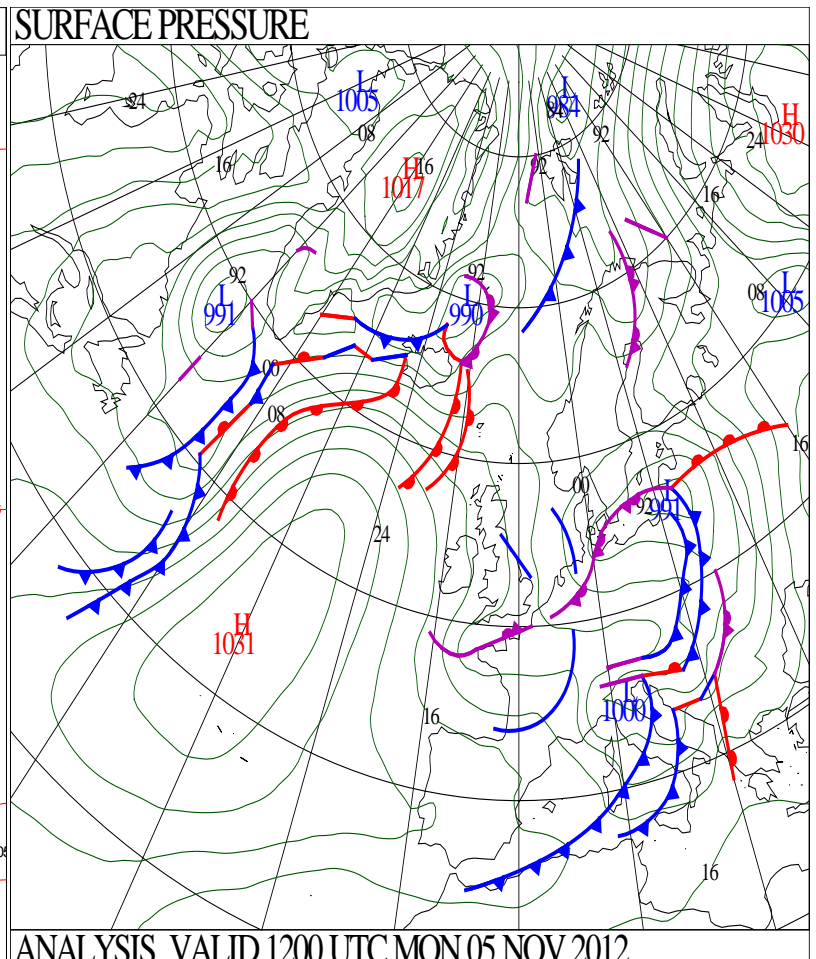 SURFACE PRESSURE
L
1005
L
984
92
H
1030
24
24
08
16
H
16
1017
92
16
92
L
991
92
L
990
08
L
1005
00
08
16
00
L
92
991
24
H
1031
L
1000
16
16
ANALYSIS VALID 1200 UTC MON 05 NOV 2012